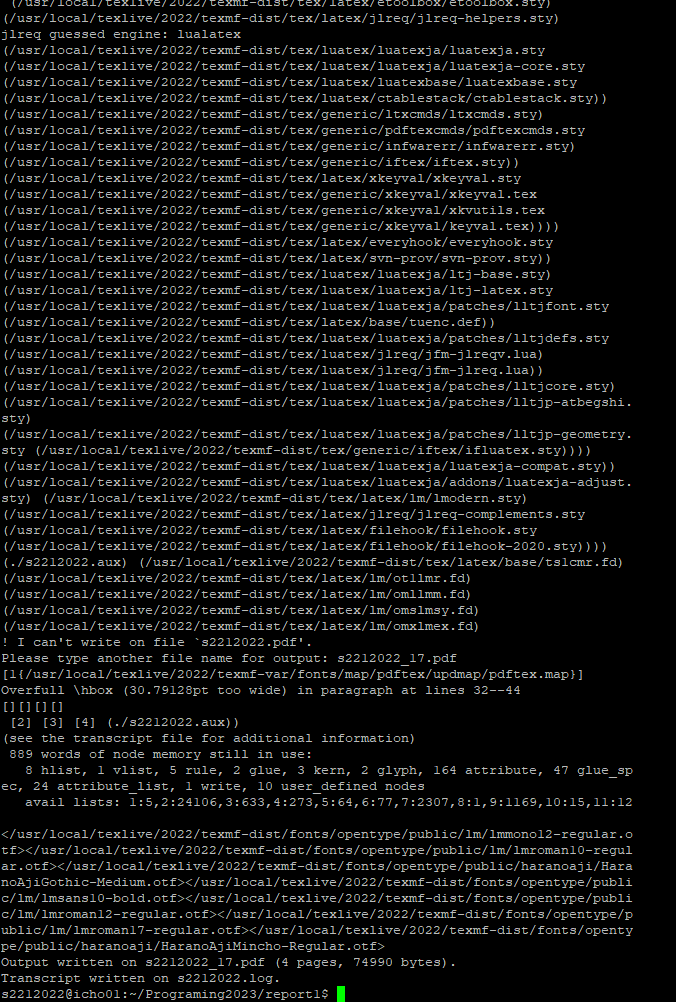 (/usr/local/texlive/2022/texmf-dist/tex/latex/etoolbox/etoolbox.sty)
(/usr/local/texlive/2022/texmf-dist/tex/latex/jlreq/jlreq-helpers.sty)
jlreq guessed engine: lualatex
(/usr/local/texlive/2022/texmf-dist/tex/luatex/luatexja/luatexja.sty
(/usr/local/texlive/2022/texmf-dist/tex/luatex/luatexja/luatexja-core.sty
(/usr/local/texlive/2022/texmf-dist/tex/luatex/luatexbase/luatexbase.sty
(/usr/local/texlive/2022/texmf-dist/tex/luatex/ctablestack/ctablestack.sty))
(/usr/local/texlive/2022/texmf-dist/tex/generic/ltxcmds/ltxcmds.sty)
(/usr/local/texlive/2022/texmf-dist/tex/generic/pdftexcmds/pdftexcmds.sty
(/usr/local/texlive/2022/texmf-dist/tex/generic/infwarerr/infwarerr.sty)
(/usr/local/texlive/2022/texmf-dist/tex/generic/iftex/iftex.sty))
(/usr/local/texlive/2022/texmf-dist/tex/latex/xkeyval/xkeyval.sty
(/usr/local/texlive/2022/texmf-dist/tex/generic/xkeyval/xkeyval.tex
(/usr/local/texlive/2022/texmf-dist/tex/generic/xkeyval/xkvutils.tex
(/usr/local/texlive/2022/texmf-dist/tex/generic/xkeyval/keyval.tex))))
(/usr/local/texlive/2022/texmf-dist/tex/latex/everyhook/everyhook.sty
(/usr/local/texlive/2022/texmf-dist/tex/latex/svn-prov/svn-prov.sty))
(/usr/local/texlive/2022/texmf-dist/tex/luatex/luatexja/ltj-base.sty)
(/usr/local/texlive/2022/texmf-dist/tex/luatex/luatexja/ltj-latex.sty
(/usr/local/texlive/2022/texmf-dist/tex/luatex/luatexja/patches/lltjfont.sty
(/usr/local/texlive/2022/texmf-dist/tex/latex/base/tuenc.def))
(/usr/local/texlive/2022/texmf-dist/tex/luatex/luatexja/patches/lltjdefs.sty
(/usr/local/texlive/2022/texmf-dist/tex/luatex/jlreq/jfm-jlreqv.lua)
(/usr/local/texlive/2022/texmf-dist/tex/luatex/jlreq/jfm-jlreq.lua))
(/usr/local/texlive/2022/texmf-dist/tex/luatex/luatexja/patches/lltjcore.sty)
(/usr/local/texlive/2022/texmf-dist/tex/luatex/luatexja/patches/lltjp-atbegshi.
sty)
(/usr/local/texlive/2022/texmf-dist/tex/luatex/luatexja/patches/lltjp-geometry.
sty (/usr/local/texlive/2022/texmf-dist/tex/generic/iftex/ifluatex.sty))))
(/usr/local/texlive/2022/texmf-dist/tex/luatex/luatexja/luatexja-compat.sty))
(/usr/local/texlive/2022/texmf-dist/tex/luatex/luatexja/addons/luatexja-adjust.
sty) (/usr/local/texlive/2022/texmf-dist/tex/latex/lm/lmodern.sty)
(/usr/local/texlive/2022/texmf-dist/tex/latex/jlreq/jlreq-complements.sty
(/usr/local/texlive/2022/texmf-dist/tex/latex/filehook/filehook.sty
(/usr/local/texlive/2022/texmf-dist/tex/latex/filehook/filehook-2020.sty))))
(./s2212022.aux) (/usr/local/texlive/2022/texmf-dist/tex/latex/base/ts1cmr.fd)
(/usr/local/texlive/2022/texmf-dist/tex/latex/lm/ot1lmr.fd)
(/usr/local/texlive/2022/texmf-dist/tex/latex/lm/omllmm.fd)
(/usr/local/texlive/2022/texmf-dist/tex/latex/lm/omslmsy.fd)
(/usr/local/texlive/2022/texmf-dist/tex/latex/lm/omxlmex.fd)
! I can't write on file `s2212022.pdf'.
Please type another file name for output: s2212022_17.pdf
[1{/usr/local/texlive/2022/texmf-var/fonts/map/pdftex/updmap/pdftex.map}]
Overfull \hbox (30.79128pt too wide) in paragraph at lines 32--44
[][][][]
[2] [3] [4] (./s2212022.aux))
(see the transcript file for additional information)
889 words of node memory still in use:
8 hlist, 1 vlist, 5 rule, 2 glue, 3 kern, 2 glyph, 164 attribute, 47 glue_sp
ec, 24 attribute_list, 1 write, 10 user_defined nodes
avail lists: 1:5,2:24106,3:633,4:273,5:64,6:77,7:2307,8:1,9:1169,10:15,11:12
</usr/local/texlive/2022/texmf-dist/fonts/opentype/public/lm/lmmono12-regular.o
tf></usr/local/texlive/2022/texmf-dist/fonts/opentype/public/lm/lmroman10-regul
ar.otf></usr/local/texlive/2022/texmf-dist/fonts/opentype/public/haranoaji/Hara
noAjiGothic-Medium.otf></usr/local/texlive/2022/texmf-dist/fonts/opentype/publi
c/lm/lmsans10-bold.otf></usr/local/texlive/2022/texmf-dist/fonts/opentype/publi
c/lm/lmroman12-regular.otf></usr/local/texlive/2022/texmf-dist/fonts/opentype/p
ublic/lm/lmroman17-regular.otf></usr/local/texlive/2022/texmf-dist/fonts/openty
pe/public/haranoaji/HaranoAjiMincho-Regular.otf>
Output written on s2212022_17.pdf (4 pages, 74990 bytes).
Transcript written on s2212022.log.
s2212022@icho01:~/Programing2023/report1$